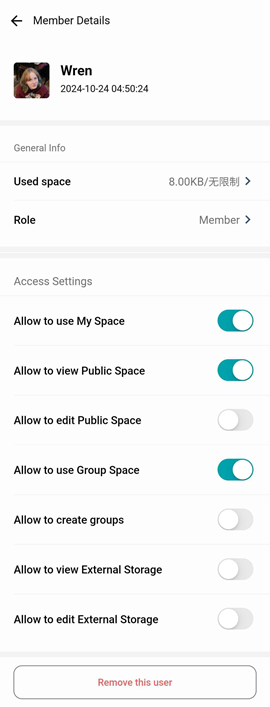 Member Details
Wren
2024-10-24 04:50:24
General Info
Used space 8.00KB/无限制
Role Member
Access Settings
Allow to use My Space
Allow to view Public Space
Allow to edit Public Space
Allow to use Group Space
Allow to create groups
Allow to view External Storage
Allow to edit External Storage
Remove this user